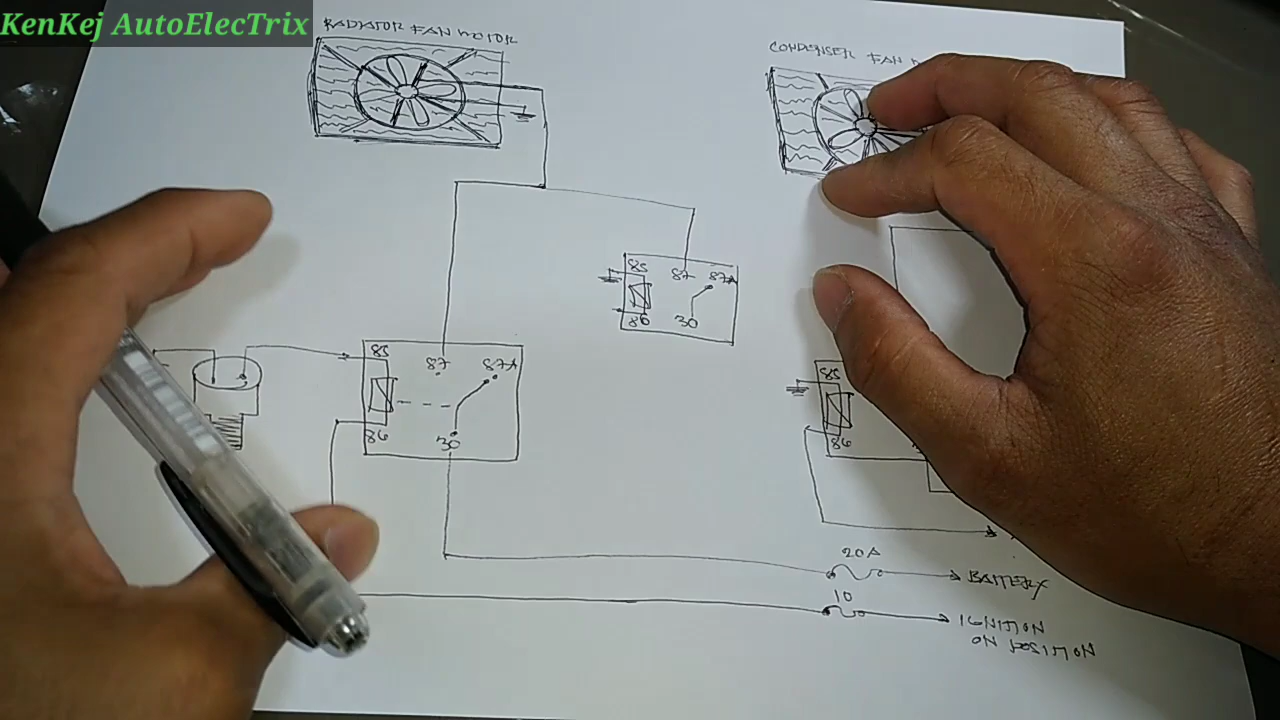 KenKej AutoElecTrix
RADIATOR FAN MOTOR
CONDENSER FAN
85
87
87A
86
30
85
87
87A
86
30
85
86
20A
BATTERY
10
IGNITION
ON POSITION